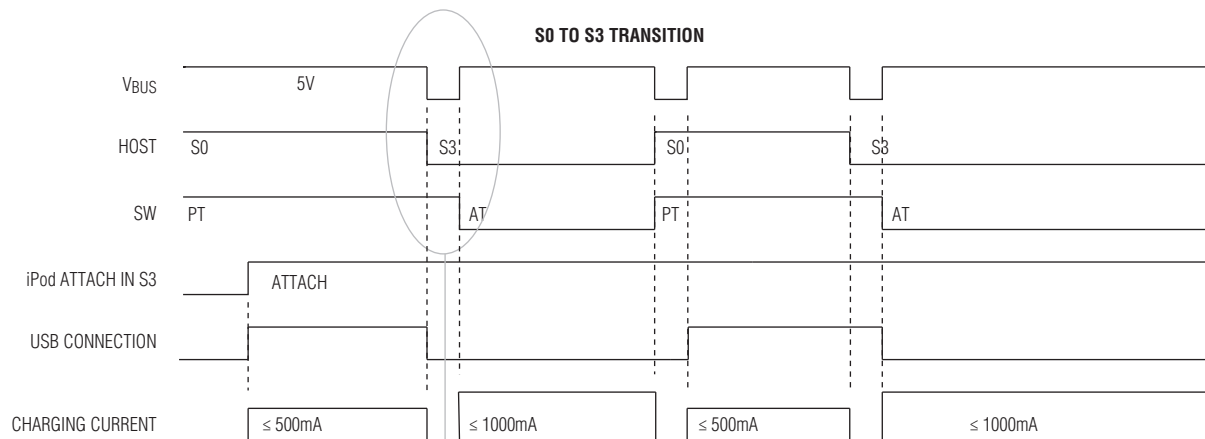 S0 TO S3 TRANSITION
VBUS 5V
HOST S0 S3 S0 S3
SW PT AT PT AT
iPod ATTACH IN S3 ATTACH
USB CONNECTION
CHARGING CURRENT ≤ 500mA ≤ 1000mA ≤ 500mA ≤ 1000mA